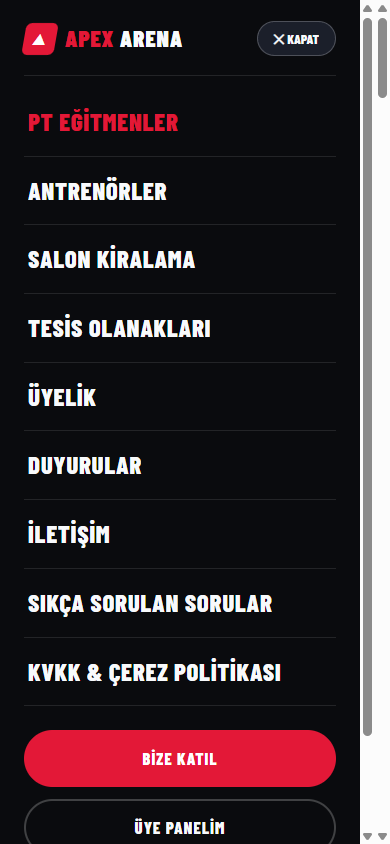 APEX ARENA
KAPAT
PT EĞİTMENLER
ANTRENÖRLER
SALON KİRALAMA
TESİS OLANAKLARI
ÜYELİK
DUYURULAR
İLETİŞİM
SIKÇA SORULAN SORULAR
KVKK & ÇEREZ POLİTİKASI
BİZE KATIL
ÜYE PANELİM